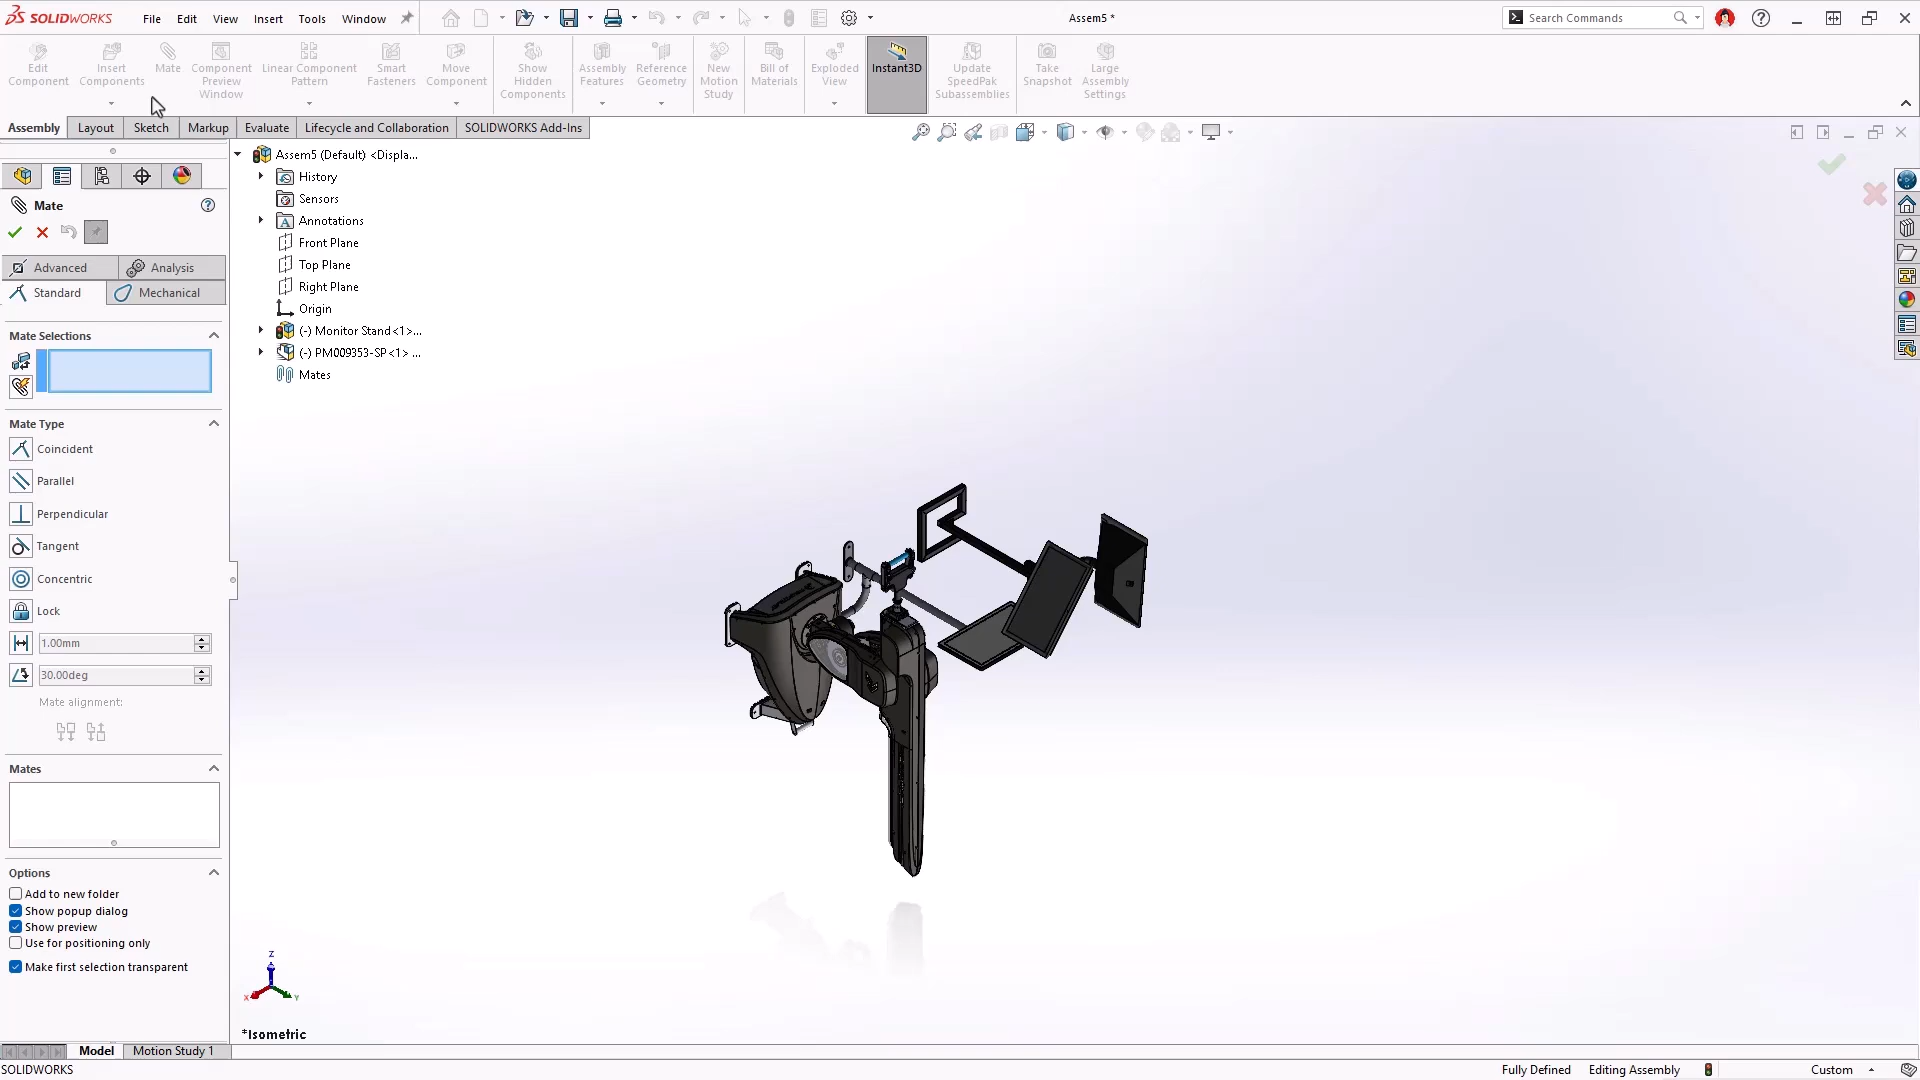 SOLIDWORKS File Edit View Insert Tools Window Assem5 * Search Commands
Edit Component
Insert Components
Mate
Component Preview Window
Linear Component Pattern
Smart Fasteners
Move Component
Show Hidden Components
Assembly Features
Reference Geometry
New Motion Study
Bill of Materials
Exploded View
Instant3D
Update SpeedPak Subassemblies
Take Snapshot
Large Assembly Settings
Assembly Layout Sketch Markup Evaluate Lifecycle and Collaboration SOLIDWORKS Add-Ins
Mate
Advanced Analysis
Standard Mechanical
Mate Selections
Mate Type
Coincident
Parallel
Perpendicular
Tangent
Concentric
Lock
1.00mm
30.00deg
Mate alignment:
Mates
Options
Add to new folder
Show popup dialog
Show preview
Use for positioning only
Make first selection transparent
Assem5 (Default) <Displa...
History
Sensors
Annotations
Front Plane
Top Plane
Right Plane
Origin
(-) Monitor Stand<1>...
(-) PM009353-SP<1> ...
Mates
Z
X
Y
*Isometric
Model Motion Study 1
SOLIDWORKS Fully Defined Editing Assembly Custom